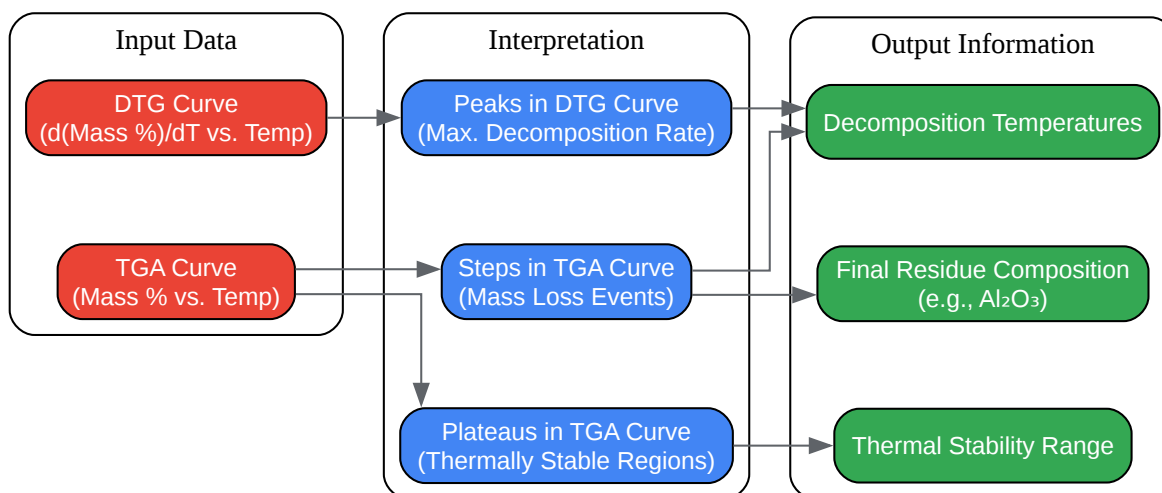 Input Data
DTG Curve
(d(Mass %)/dT vs. Temp)
TGA Curve
(Mass % vs. Temp)
Interpretation
Peaks in DTG Curve
(Max. Decomposition Rate)
Steps in TGA Curve
(Mass Loss Events)
Plateaus in TGA Curve
(Thermally Stable Regions)
Output Information
Decomposition Temperatures
Final Residue Composition
(e.g., Al₂O₃)
Thermal Stability Range